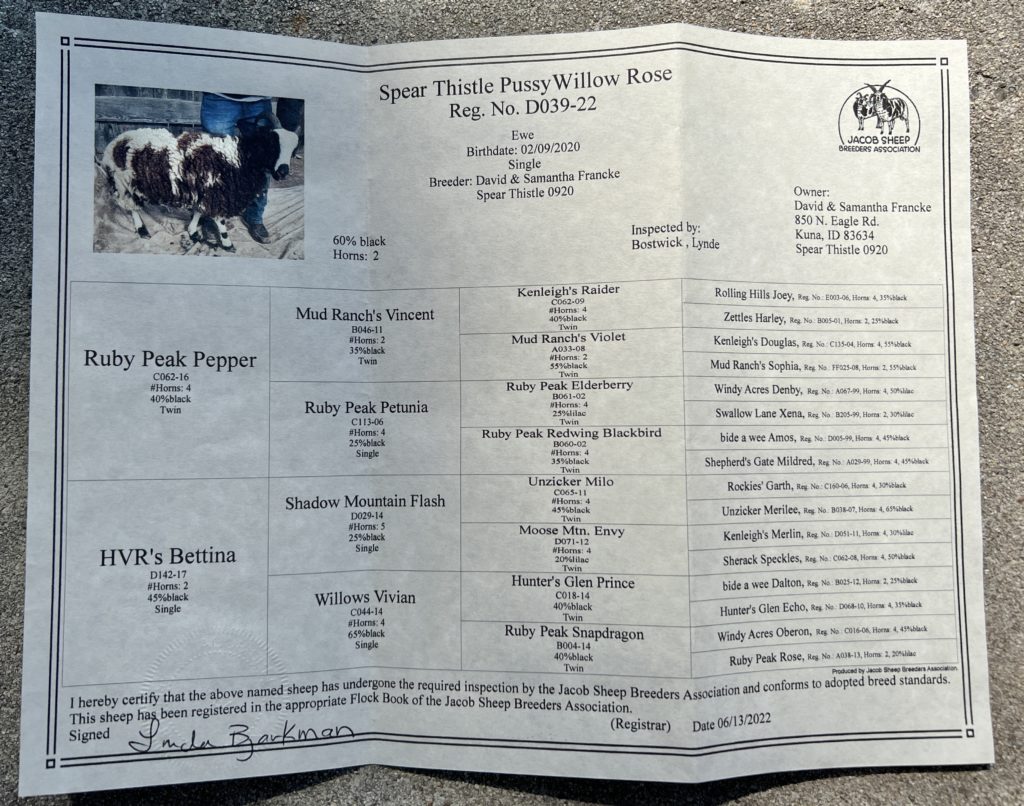 Spear Thistle PussyWillow Rose
Reg. No. D039-22
Ewe
Birthdate: 02/09/2020
Single
Breeder: David & Samantha Francke
Spear Thistle 0920
JACOB SHEEP
BREEDERS ASSOCIATION
60% black
Horns: 2
Inspected by:
Bostwick , Lynde
Owner:
David & Samantha Francke
850 N. Eagle Rd.
Kuna, ID 83634
Spear Thistle 0920
Ruby Peak Pepper
C062-16
#Horns: 4
40%black
Twin
HVR's Bettina
D142-17
#Horns: 2
45%black
Single
Mud Ranch's Vincent
B046-11
#Horns: 2
35%black
Twin
Ruby Peak Petunia
C113-06
#Horns: 4
25%black
Single
Shadow Mountain Flash
D029-14
#Horns: 5
25%black
Single
Willows Vivian
C044-14
#Horns: 4
65%black
Single
Kenleigh's Raider
C062-09
#Horns: 4
40%black
Twin
Mud Ranch's Violet
A033-08
#Horns: 2
55%black
Twin
Ruby Peak Elderberry
B061-02
#Horns: 4
25%lilac
Twin
Ruby Peak Redwing Blackbird
B060-02
#Horns: 4
35%black
Twin
Unzicker Milo
C065-11
#Horns: 4
45%black
Twin
Moose Mtn. Envy
D071-12
#Horns: 4
20%lilac
Twin
Hunter's Glen Prince
C018-14
40%black
Twin
Ruby Peak Snapdragon
B004-14
40%black
Twin
Rolling Hills Joey, Reg. No.: E003-06, Horns: 4, 35%black
Zettles Harley, Reg. No.: B005-01, Horns: 2, 25%black
Kenleigh's Douglas, Reg. No.: C135-04, Horns: 4, 55%black
Mud Ranch's Sophia, Reg. No.: FF025-08, Horns: 2, 55%black
Windy Acres Denby, Reg. No.: A067-99, Horns: 4, 50%lilac
Swallow Lane Xena, Reg. No.: B205-99, Horns: 2, 30%lilac
bide a wee Amos, Reg. No.: D005-99, Horns: 4, 45%black
Shepherd's Gate Mildred, Reg. No.: A029-99, Horns: 4, 45%black
Rockies' Garth, Reg. No.: C160-06, Horns: 4, 30%black
Unzicker Merilee, Reg. No.: B038-07, Horns: 4, 65%black
Kenleigh's Merlin, Reg. No.: D051-11, Horns: 4, 30%lilac
Sherack Speckles, Reg. No.: C062-08, Horns: 4, 50%black
bide a wee Dalton, Reg. No.: B025-12, Horns: 2, 25%black
Hunter's Glen Echo, Reg. No.: D068-10, Horns: 4, 35%black
Windy Acres Oberon, Reg. No.: C016-06, Horns: 4, 45%black
Ruby Peak Rose, Reg. No.: A038-13, Horns: 2, 20%lilac
Produced by Jacob Sheep Breeders Association.
I hereby certify that the above named sheep has undergone the required inspection by the Jacob Sheep Breeders Association and conforms to adopted breed standards.
This sheep has been registered in the appropriate Flock Book of the Jacob Sheep Breeders Association.
Signed Linda Bjarkman (Registrar) Date 06/13/2022